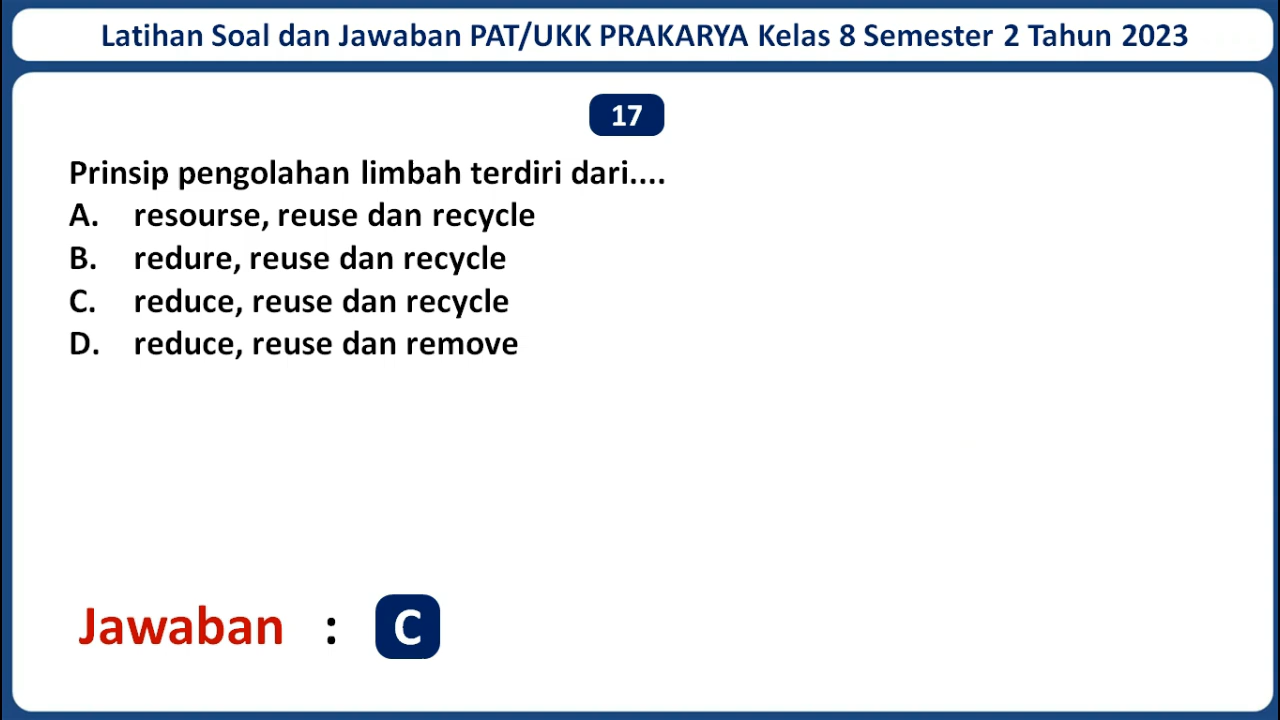 Latihan Soal dan Jawaban PAT/UKK PRAKARYA Kelas 8 Semester 2 Tahun 2023
17
Prinsip pengolahan limbah terdiri dari....
A. resourse, reuse dan recycle
B. redure, reuse dan recycle
C. reduce, reuse dan recycle
D. reduce, reuse dan remove
Jawaban : C